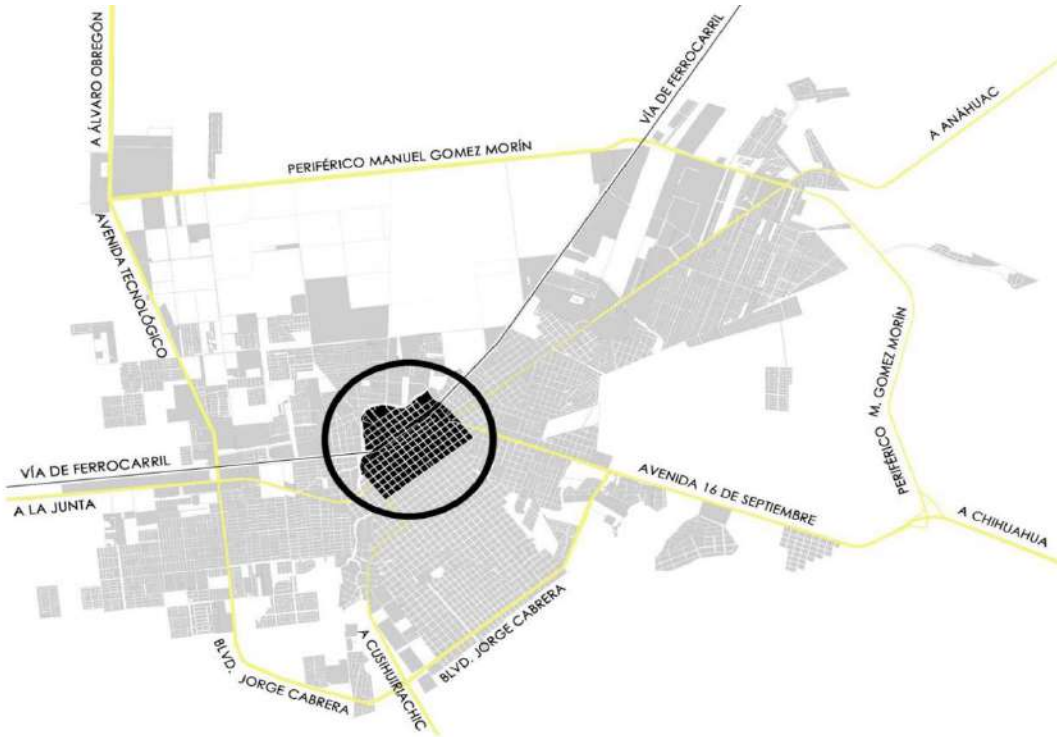 A ÁLVARO OBREGÓN
VÍA DE FERROCARRIL
A ANÁHUAC
PERIFÉRICO MANUEL GOMEZ MORÍN
AVENIDA TECNOLÓGICO
PERIFÉRICO M. GOMEZ MORÍN
VÍA DE FERROCARRIL
A LA JUNTA
AVENIDA 16 DE SEPTIEMBRE
A CHIHUAHUA
BLVD. JORGE CABRERA
A CUSIHUIRIACHIC
BLVD. JORGE CABRERA